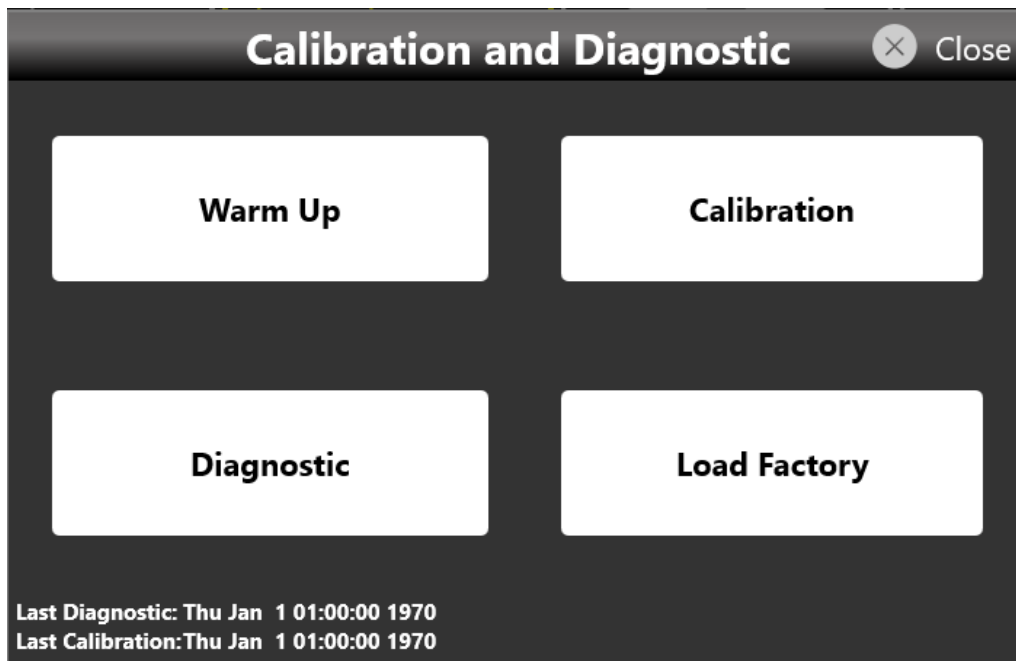 Calibration and Diagnostic
Close
Warm Up
Calibration
Diagnostic
Load Factory
Last Diagnostic: Thu Jan  1 01:00:00 1970
Last Calibration:Thu Jan  1 01:00:00 1970